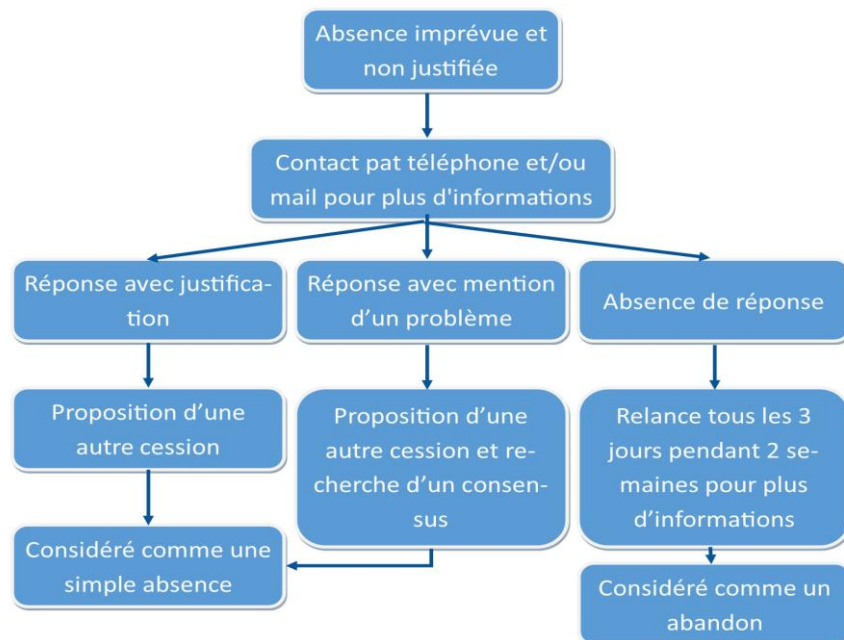 Absence imprévue et
non justifiée
Contact pat téléphone et/ou
mail pour plus d'informations
Réponse avec justifica-
tion
Réponse avec mention
d’un problème
Absence de réponse
Proposition d’une
autre cession
Proposition d’une
autre cession et re-
cherche d’un consen-
sus
Relance tous les 3
jours pendant 2 se-
maines pour plus
d’informations
Considéré comme une
simple absence
Considéré comme un
abandon